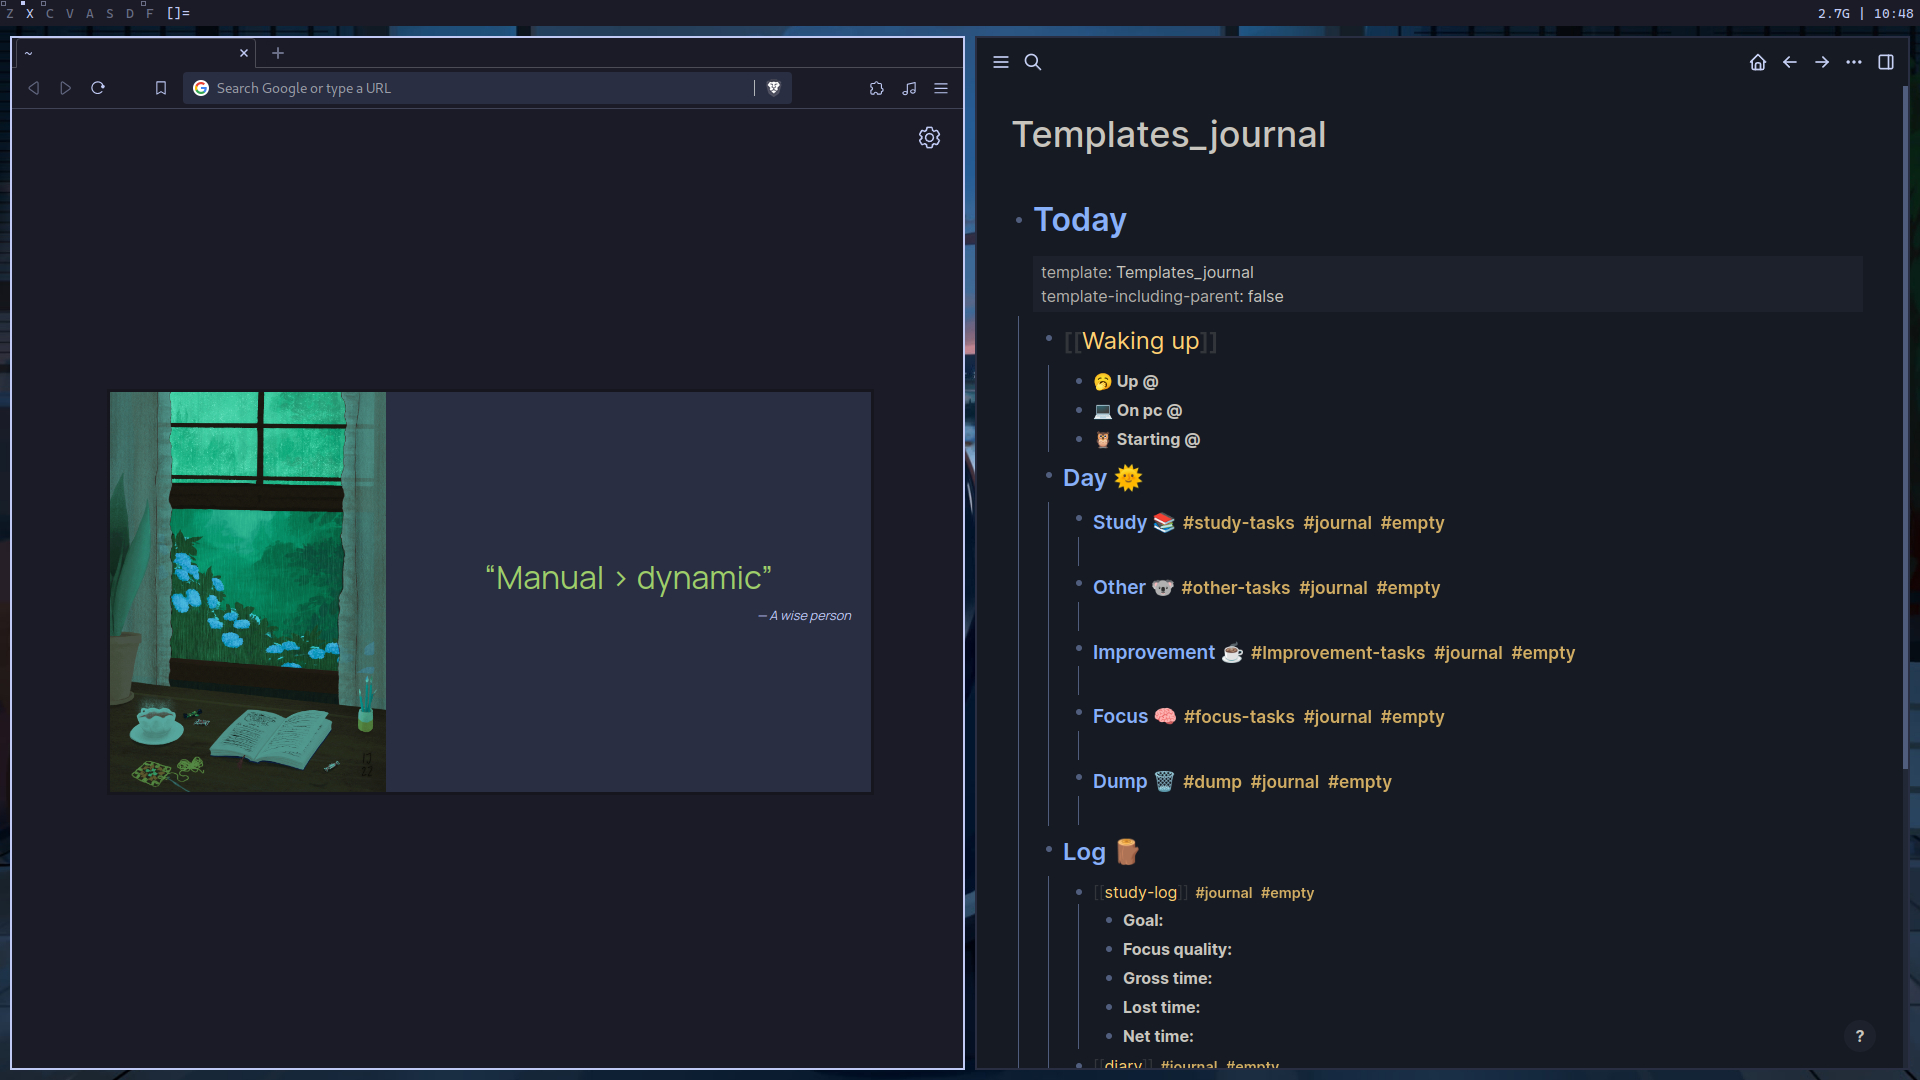 Z X C V A S D F []=
2.7G | 10:48
~
Search Google or type a URL
“Manual > dynamic”
— A wise person
Templates_journal
Today
template: Templates_journal
template-including-parent: false
[[Waking up]]
🥱 Up @
💻 On pc @
🦉 Starting @
Day 🌞
Study 📚 #study-tasks #journal #empty
Other 🐨 #other-tasks #journal #empty
Improvement ☕ #Improvement-tasks #journal #empty
Focus 🧠 #focus-tasks #journal #empty
Dump 🗑️ #dump #journal #empty
Log 🪵
[[study-log]] #journal #empty
Goal:
Focus quality:
Gross time:
Lost time:
Net time:
[[diary]] #journal #empty
?